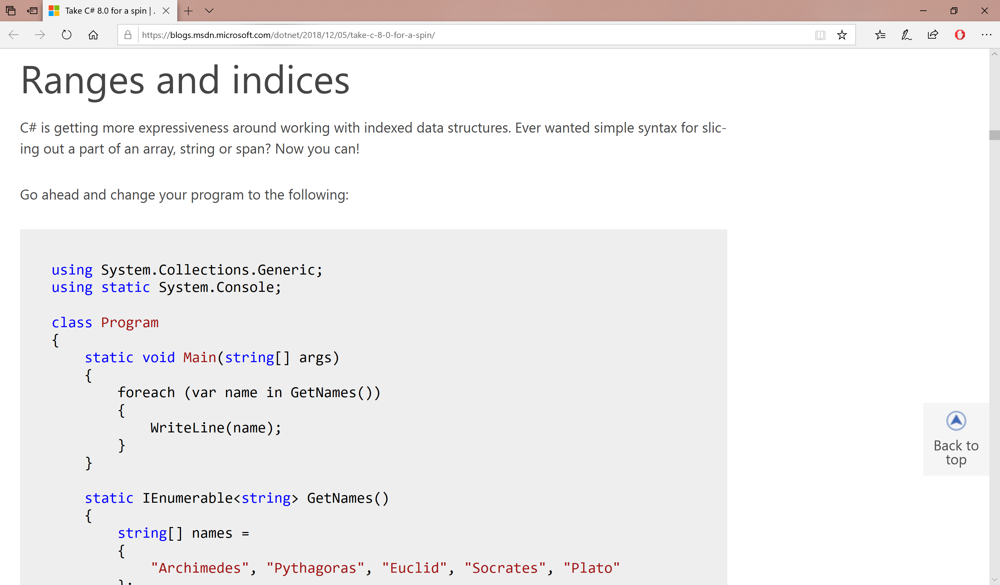 Take C# 8.0 for a spin | .
https://blogs.msdn.microsoft.com/dotnet/2018/12/05/take-c-8-0-for-a-spin/
Ranges and indices
C# is getting more expressiveness around working with indexed data structures. Ever wanted simple syntax for slic-
ing out a part of an array, string or span? Now you can!
Go ahead and change your program to the following:
using System.Collections.Generic;
using static System.Console;
class Program
{
    static void Main(string[] args)
    {
        foreach (var name in GetNames())
        {
            WriteLine(name);
        }
    }
    static IEnumerable<string> GetNames()
    {
        string[] names =
        {
            "Archimedes", "Pythagoras", "Euclid", "Socrates", "Plato"
        };
Back to
top